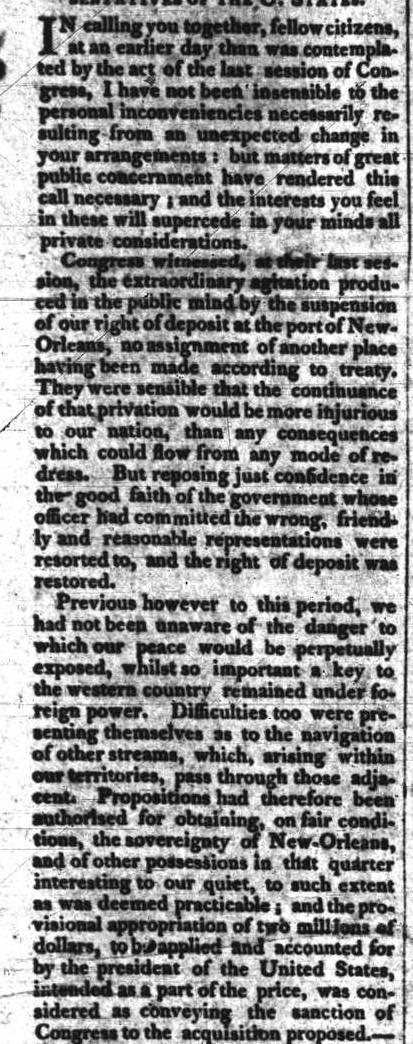 OF THE U. STATES.
IN calling you together, fellow citizens,
at an earlier day than was contempla-
ted by the act of the last session of Con-
gress, I have not been insensible to the
personal inconveniencies necessarily re-
sulting from an unexpected change in
your arrangements : but matters of great
public concernment have rendered this
call necessary ; and the interests you feel
in these will supercede in your minds all
private considerations.
Congress witnessed, at their last ses-
sion, the extraordinary agitation produ-
ced in the public mind by the suspension
of our right of deposit at the port of New-
Orleans, no assignment of another place
having been made according to treaty.
They were sensible that the continuance
of that privation would be more injurious
to our nation, than any consequences
which could flow from any mode of re-
dress. But reposing just confidence in
the good faith of the government whose
officer had committed the wrong, friend-
ly and reasonable representations were
resorted to, and the right of deposit was
restored.
Previous however to this period, we
had not been unaware of the danger to
which our peace would be perpetually
exposed, whilst so important a key to
the western country remained under fo-
reign power. Difficulties too were pre-
senting themselves as to the navigation
of other streams, which, arising within
our territories, pass through those adja-
cent. Propositions had therefore been
authorised for obtaining, on fair condi-
tions, the sovereignty of New-Orleans,
and of other possessions in that quarter
interesting to our quiet, to such extent
as was deemed practicable ; and the pro-
visional appropriation of two millions of
dollars, to be applied and accounted for
by the president of the United States,
intended as a part of the price, was con-
sidered as conveying the sanction of
Congress to the acquisition proposed.—